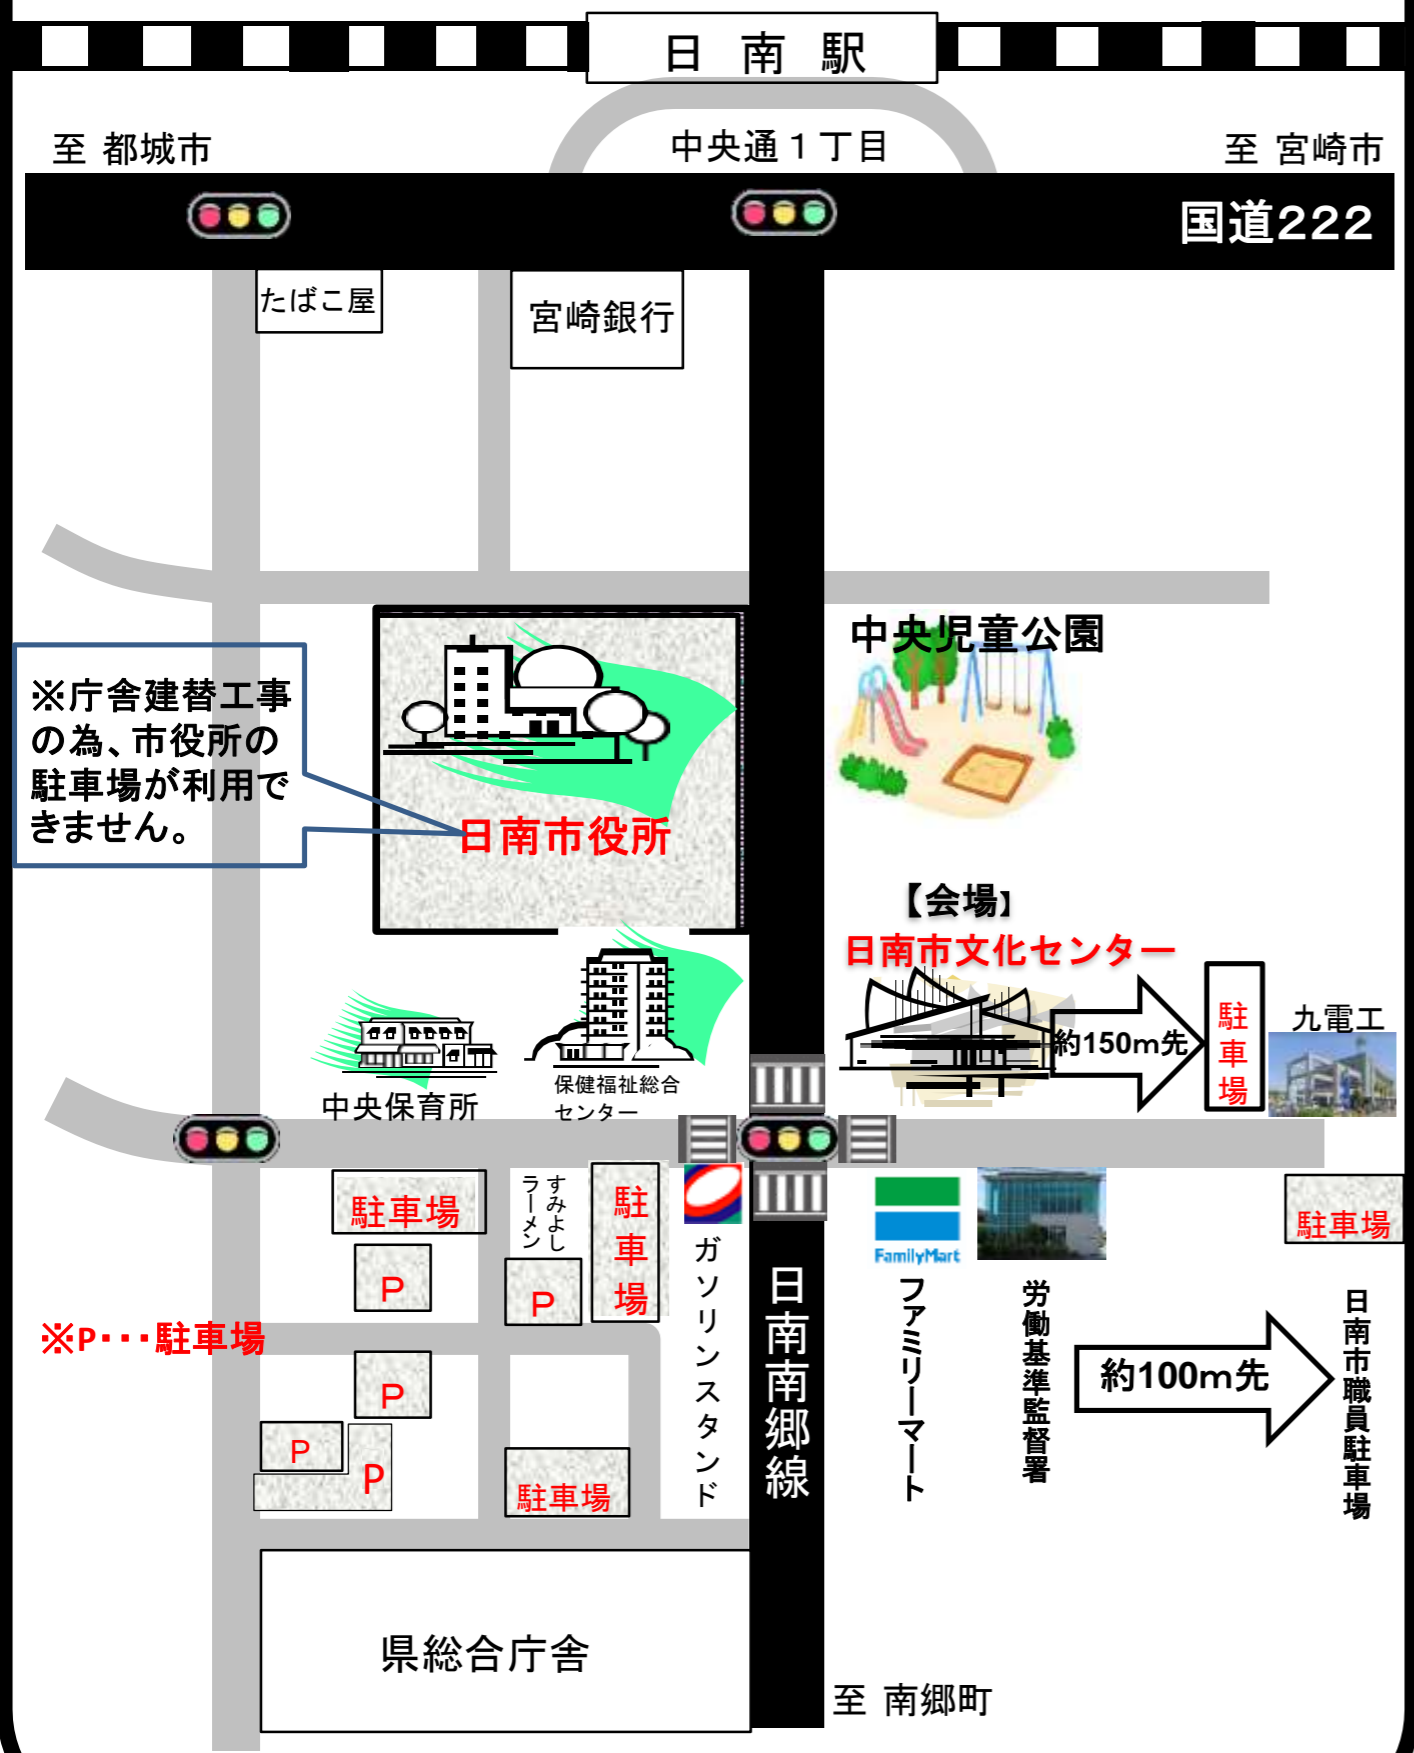 日南駅
至 都城市
中央通１丁目
至 宮崎市
国道222
たばこ屋
宮崎銀行
中央児童公園
※庁舎建替工事
の為、市役所の
駐車場が利用で
きません。
日南市役所
【会場】
日南市文化センター
約150m先
駐車場
九電工
中央保育所
保健福祉総合
センター
駐車場
すみよし
ラーメン
駐車場
ガソリンスタンド
FamilyMart
ファミリーマート
労働基準監督署
駐車場
P
P
※P･･･駐車場
日南南郷線
約100m先
日南市職員駐車場
P
P
P
駐車場
県総合庁舎
至 南郷町